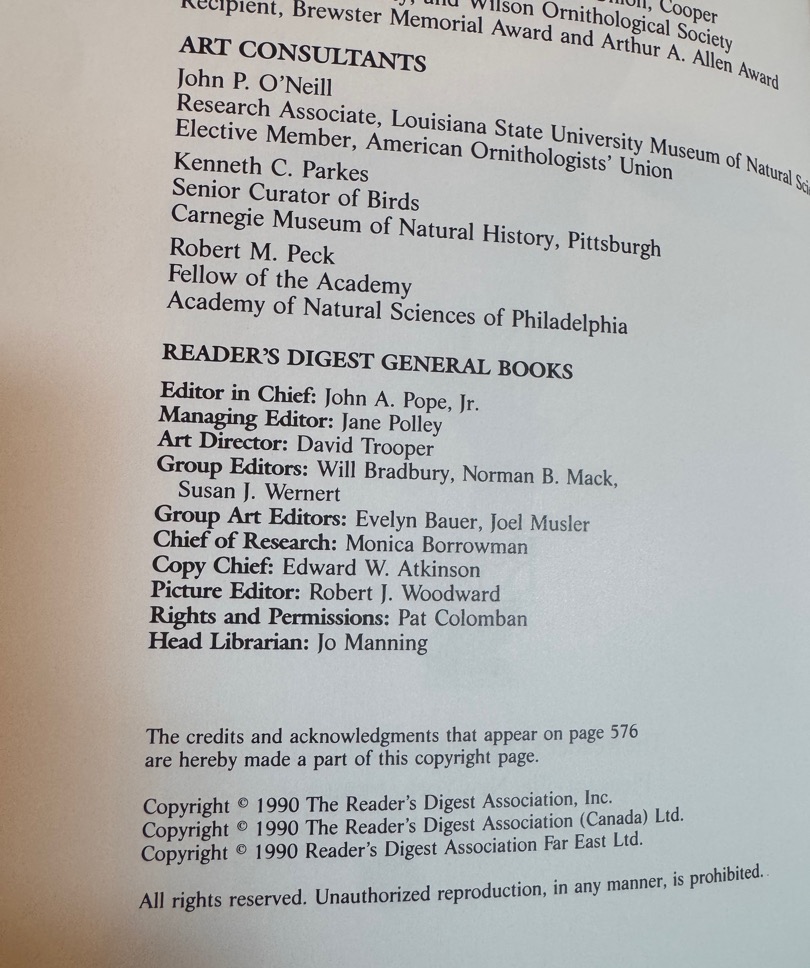 Cooper
Wilson Ornithological Society
Recipient, Brewster Memorial Award and Arthur A. Allen Award
ART CONSULTANTS
John P. O’Neill
Research Associate, Louisiana State University Museum of Natural
Elective Member, American Ornithologists’ Union
Kenneth C. Parkes
Senior Curator of Birds
Carnegie Museum of Natural History, Pittsburgh
Robert M. Peck
Fellow of the Academy
Academy of Natural Sciences of Philadelphia
READER’S DIGEST GENERAL BOOKS
Editor in Chief: John A. Pope, Jr.
Managing Editor: Jane Polley
Art Director: David Trooper
Group Editors: Will Bradbury, Norman B. Mack,
Susan J. Wernert
Group Art Editors: Evelyn Bauer, Joel Musler
Chief of Research: Monica Borrowman
Copy Chief: Edward W. Atkinson
Picture Editor: Robert J. Woodward
Rights and Permissions: Pat Colomban
Head Librarian: Jo Manning
The credits and acknowledgments that appear on page 576
are hereby made a part of this copyright page.
Copyright © 1990 The Reader’s Digest Association, Inc.
Copyright © 1990 The Reader’s Digest Association (Canada) Ltd.
Copyright © 1990 Reader’s Digest Association Far East Ltd.
All rights reserved. Unauthorized reproduction, in any manner, is prohibited.